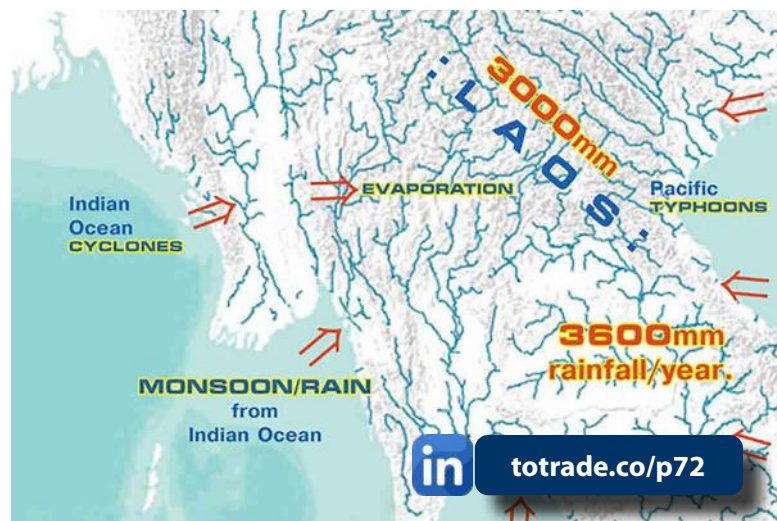 3000mm
LAOS
Indian
Ocean
CYCLONES
EVAPORATION
Pacific
TYPHOONS
3600mm
rainfall/year.
MONSOON/RAIN
from
Indian Ocean
in
totrade.co/p72